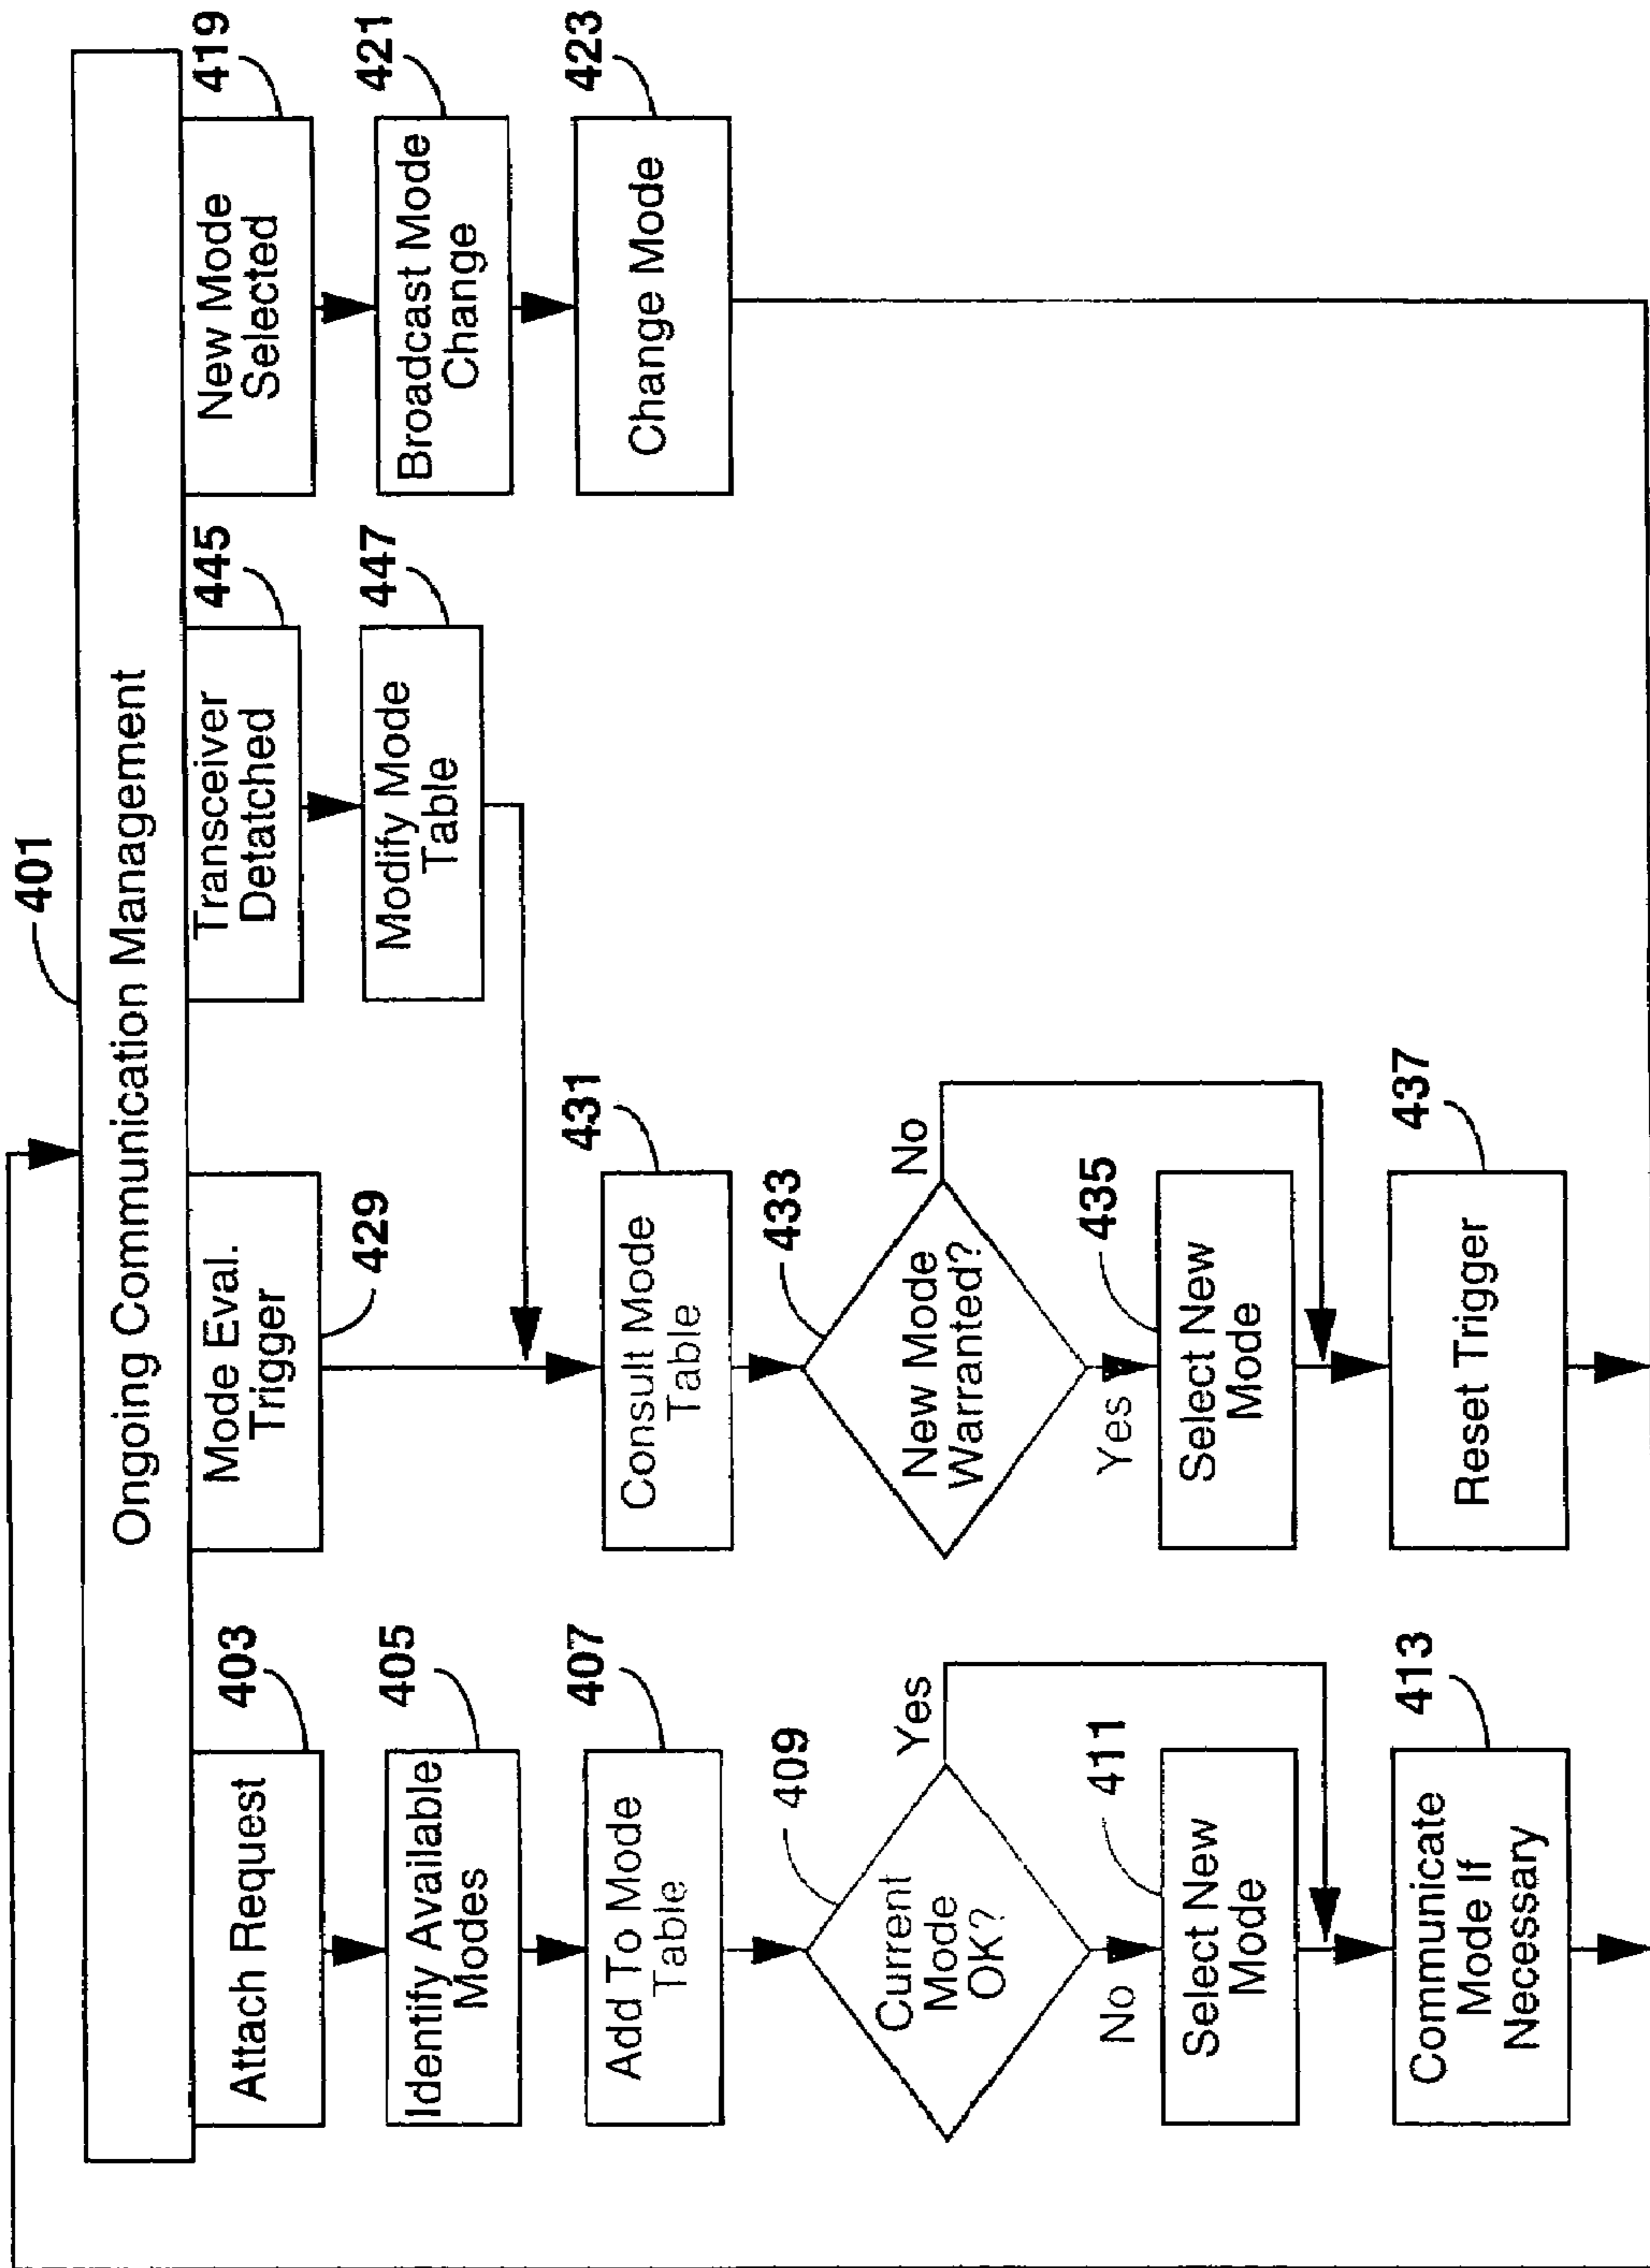 401
Ongoing Communication Management
Attach Request
403
Identify Available
Modes
405
Add To Mode
Table
407
Current
Mode
OK?
409
Yes
No
Select New
Mode
411
Communicate
Mode If
Necessary
413
Mode Eval.
Trigger
429
Consult Mode
Table
431
New Mode
Warranted?
433
No
Yes
Select New
Mode
435
Reset Trigger
437
Transceiver
Detatched
445
Modify Mode
Table
447
New Mode
Selected
419
Broadcast Mode
Change
421
Change Mode
423